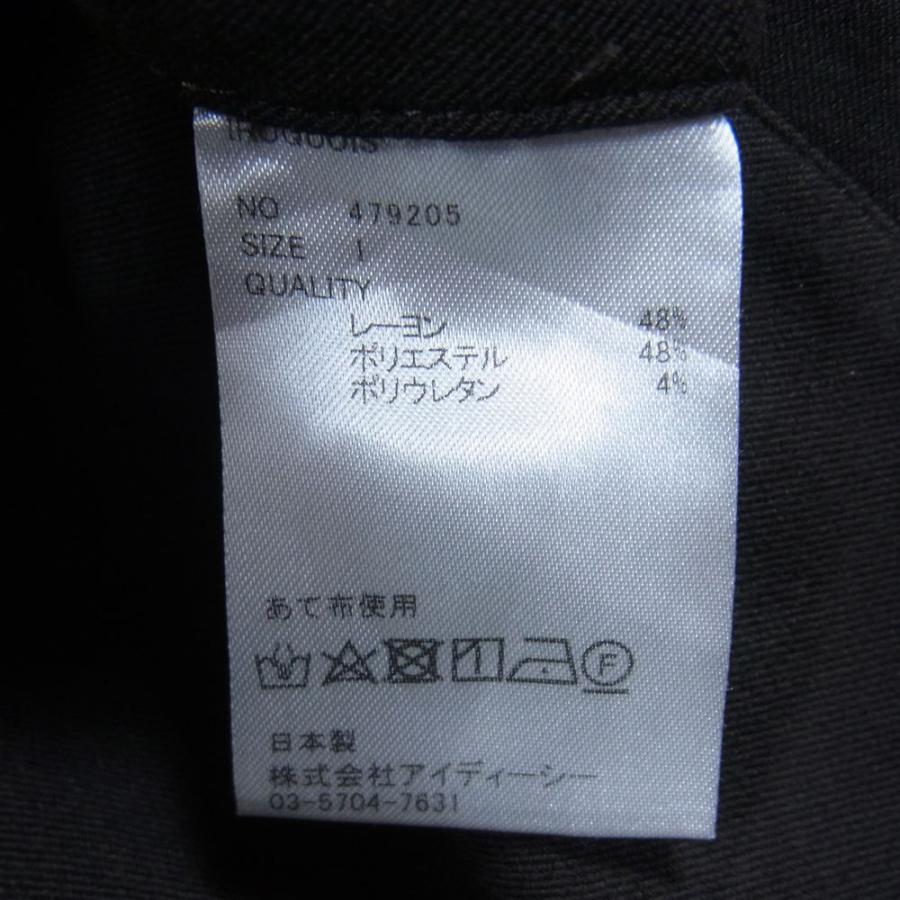 IROQUOIS
NO 479205
SIZE 1
QUALITY
レーヨン 48%
ポリエステル 48%
ポリウレタン 4%
あて布使用
F
日本製
株式会社アイディーシー
03-5704-7631